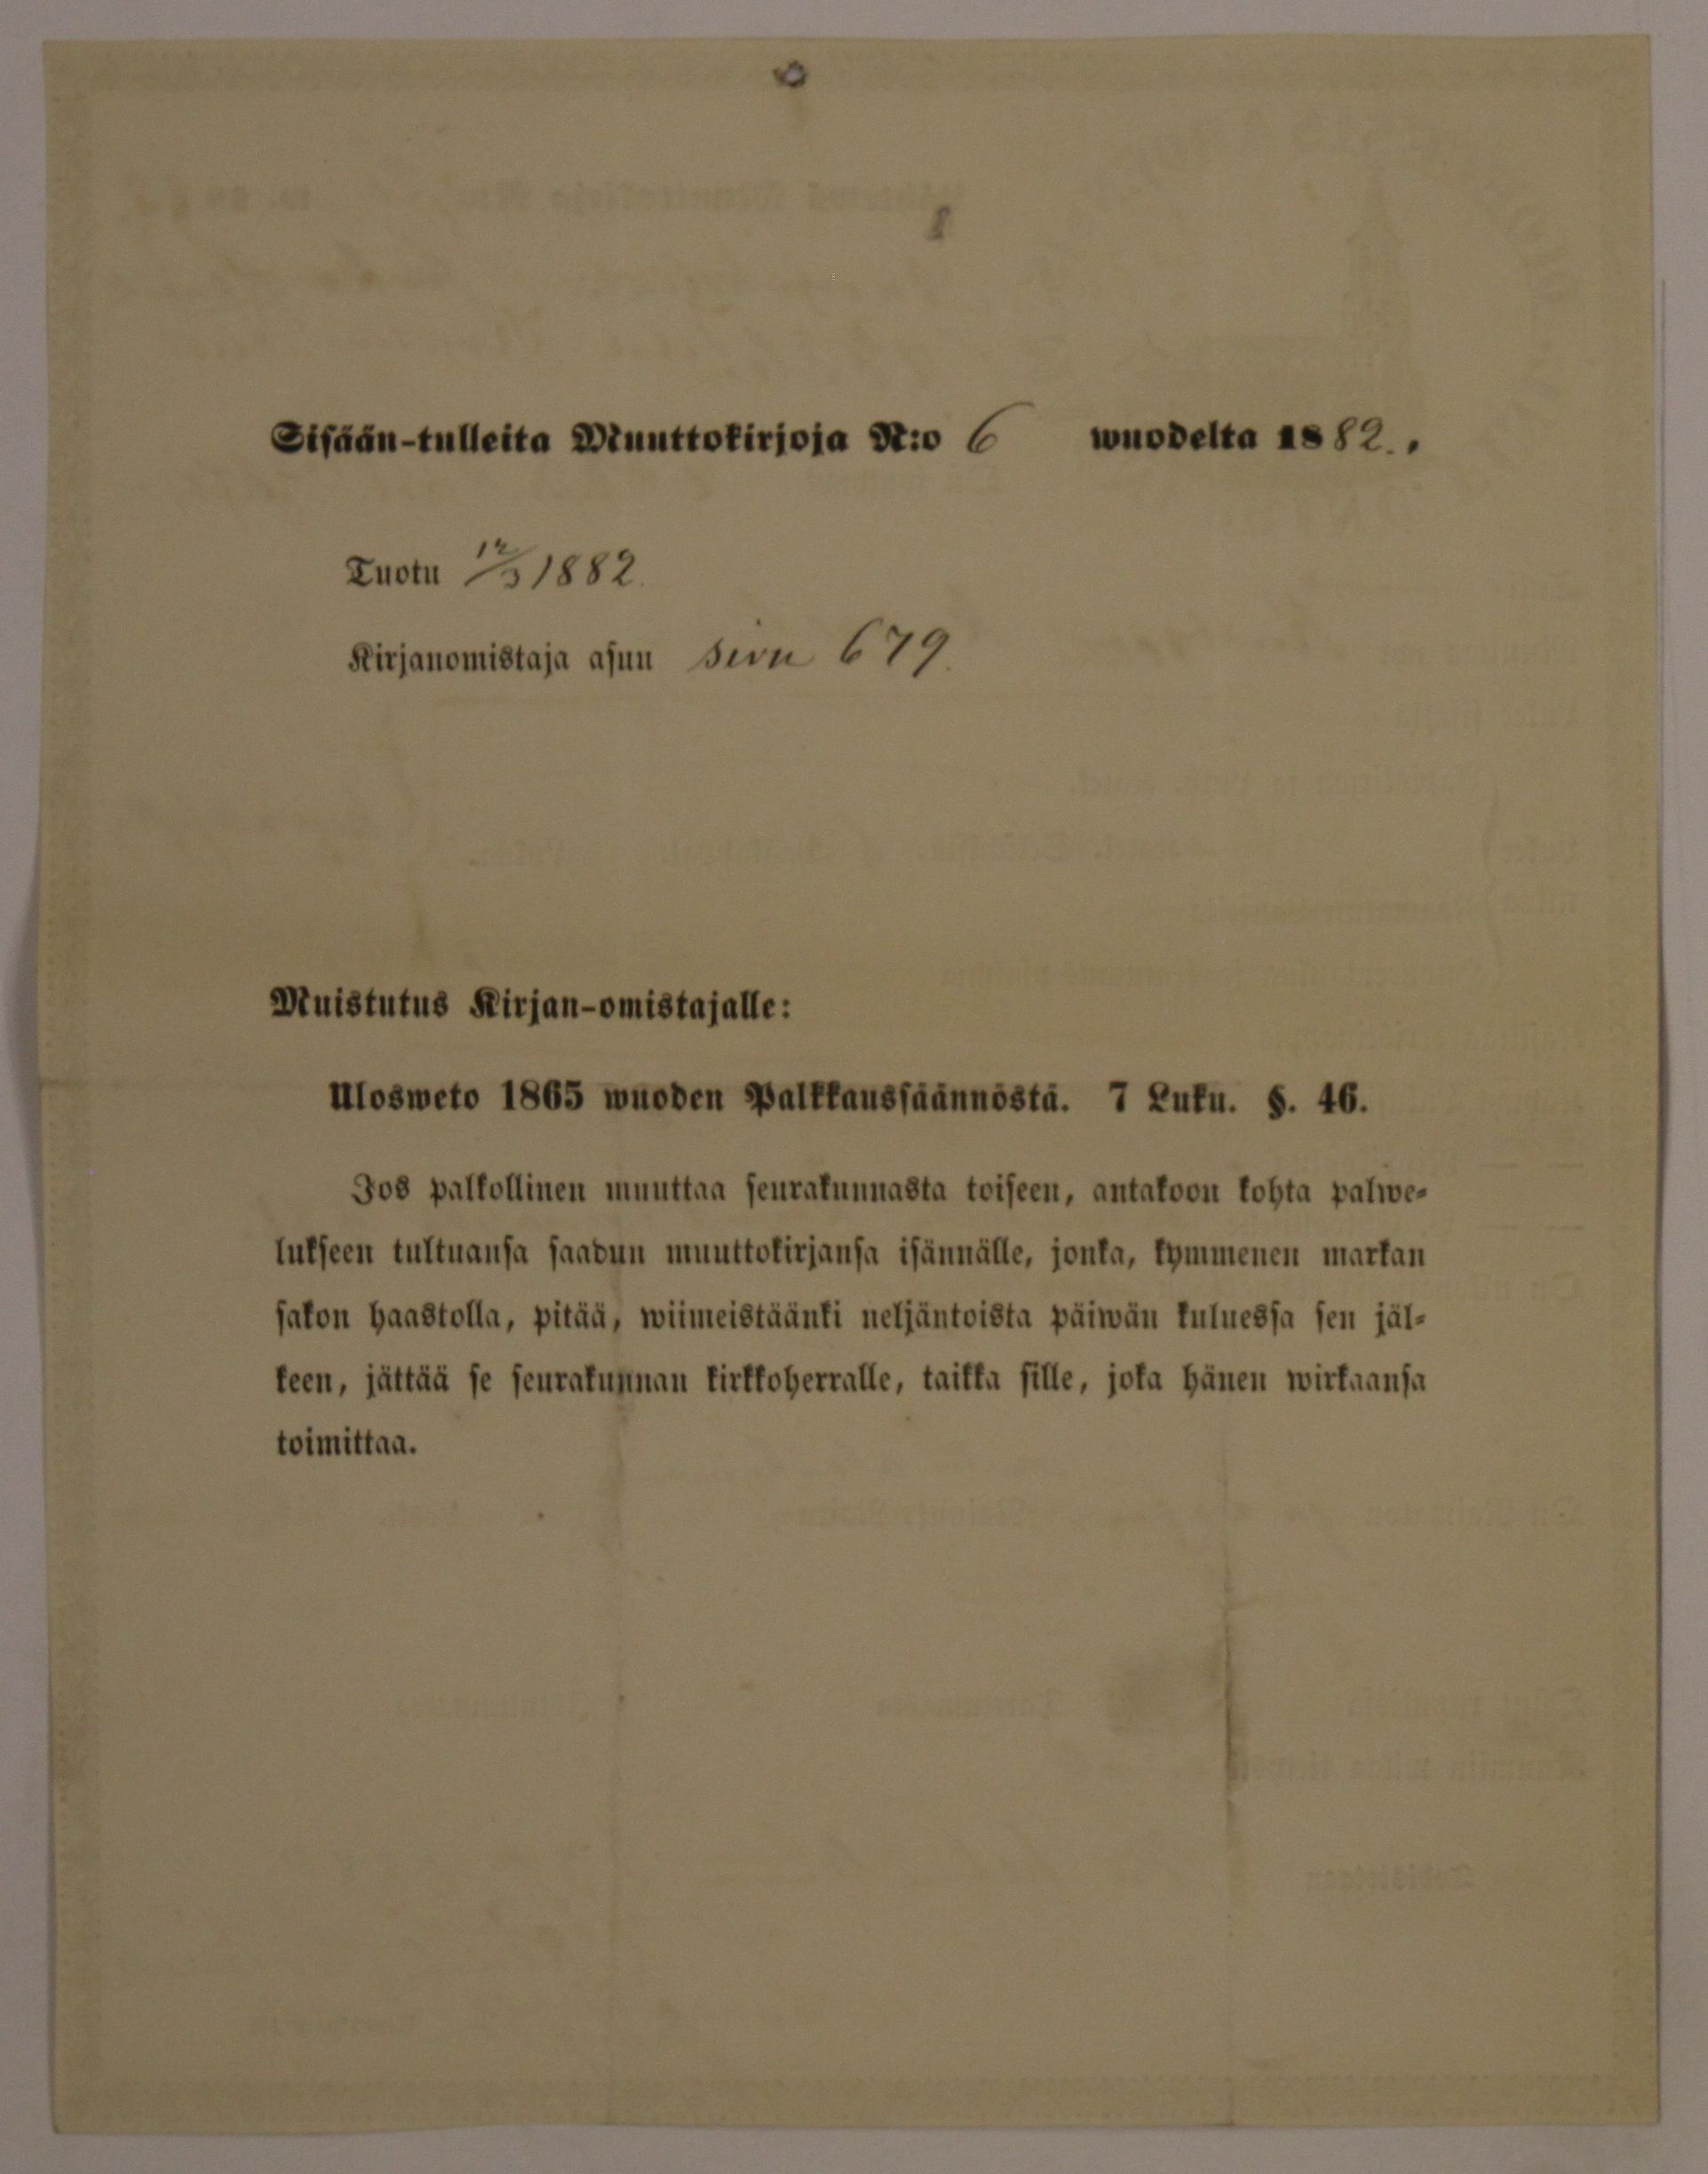 Sisään-tulleita Muuttokirjoja N:o 6 wuodelta 1882.,
Tuotu 12/3 1882.
Kirjanomistaja asuu sivu 679.
Muistutus Kirjan-omistajalle:
Ulosweto 1865 wuoden Palkkaussäännöstä. 7 Luku. §. 46.
Jos palkollinen muuttaa seurakunnasta toiseen, antakoon kohta palwe-
lukseen tultuansa saadun muuttokirjansa isännälle, jonka, kymmenen markan
sakon haastolla, pitää, wiimeistäänki neljäntoista päiwän kuluessa sen jäl-
keen, jättää se seurakunnan kirkkoherralle, taikka sille, joka hänen wirkaansa
toimittaa.